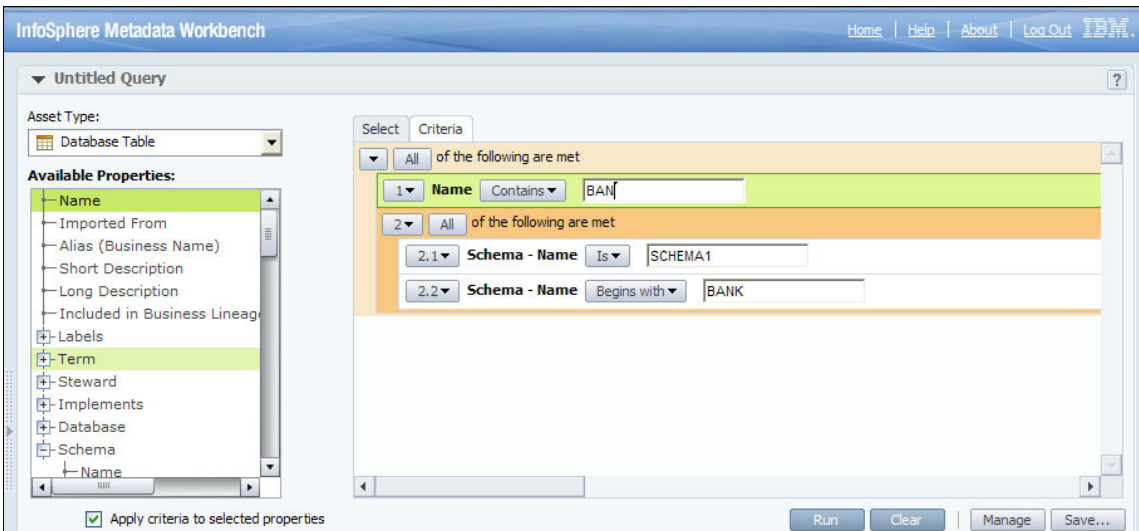 InfoSphere Metadata Workbench
Home | Help | About | Log Out IBM.
Untitled Query ?
Asset Type:
Database Table
Available Properties:
Name
Imported From
Alias (Business Name)
Short Description
Long Description
Included in Business Lineag
Labels
Term
Steward
Implements
Database
Schema
Name
Apply criteria to selected properties
Select Criteria
All of the following are met
1 Name Contains BAN
2 All of the following are met
2.1 Schema - Name Is SCHEMA1
2.2 Schema - Name Begins with BANK
Run Clear | Manage Save...